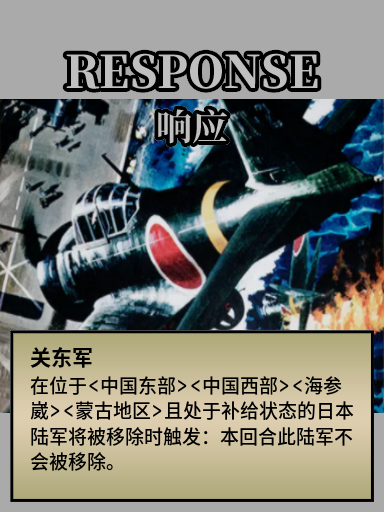 RESPONSE
响应
关东军
在位于<中国东部><中国西部><海参
崴><蒙古地区>且处于补给状态的日本
陆军将被移除时触发：本回合此陆军不
会被移除。